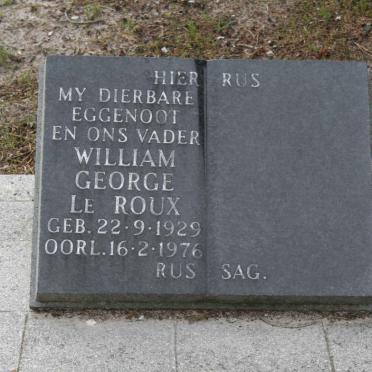 HIER RUS
MY DIERBARE
EGGENOOT
EN ONS VADER
WILLIAM
GEORGE
LE ROUX
GEB. 22·9·1929
OORL. 16·2·1976
RUS SAG.